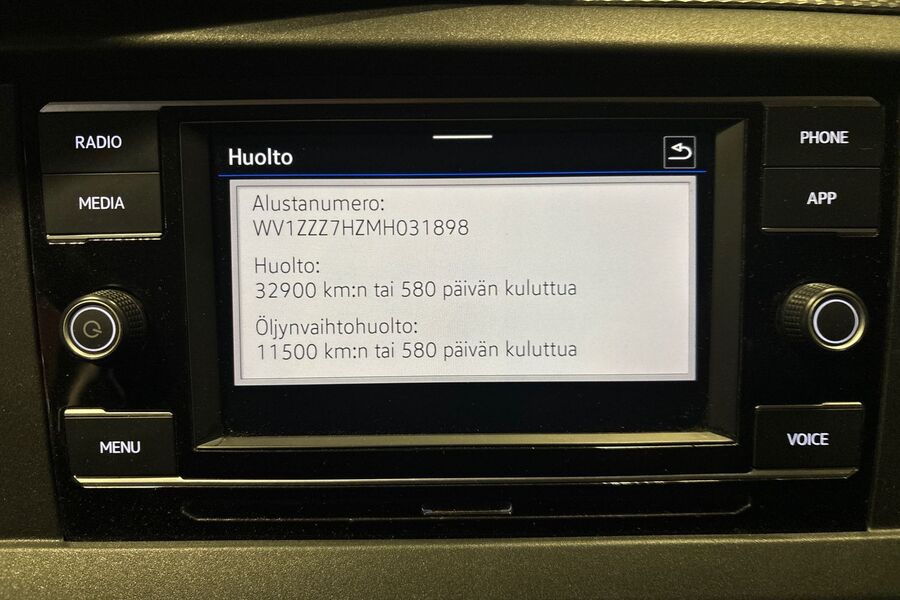 RADIO
MEDIA
MENU
PHONE
APP
VOICE
Huolto
Alustanumero:
WV1ZZZ7HZMH031898
Huolto:
32900 km:n tai 580 päivän kuluttua
Öljynvaihtohuolto:
11500 km:n tai 580 päivän kuluttua